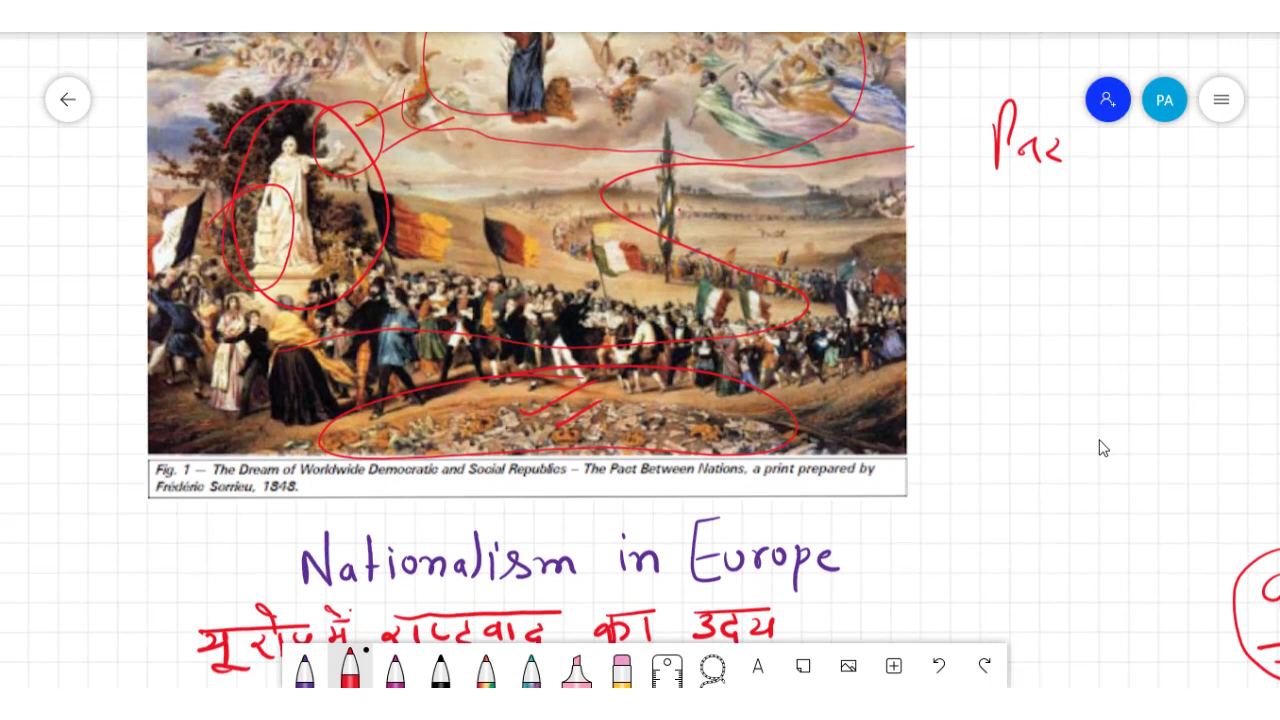 PA
Fig. 1 — The Dream of Worldwide Democratic and Social Republics – The Pact Between Nations, a print prepared by
Frédéric Sorrieu, 1848.
Nationalism in Europe
यूरोप में राष्ट्रवाद का उदय
A